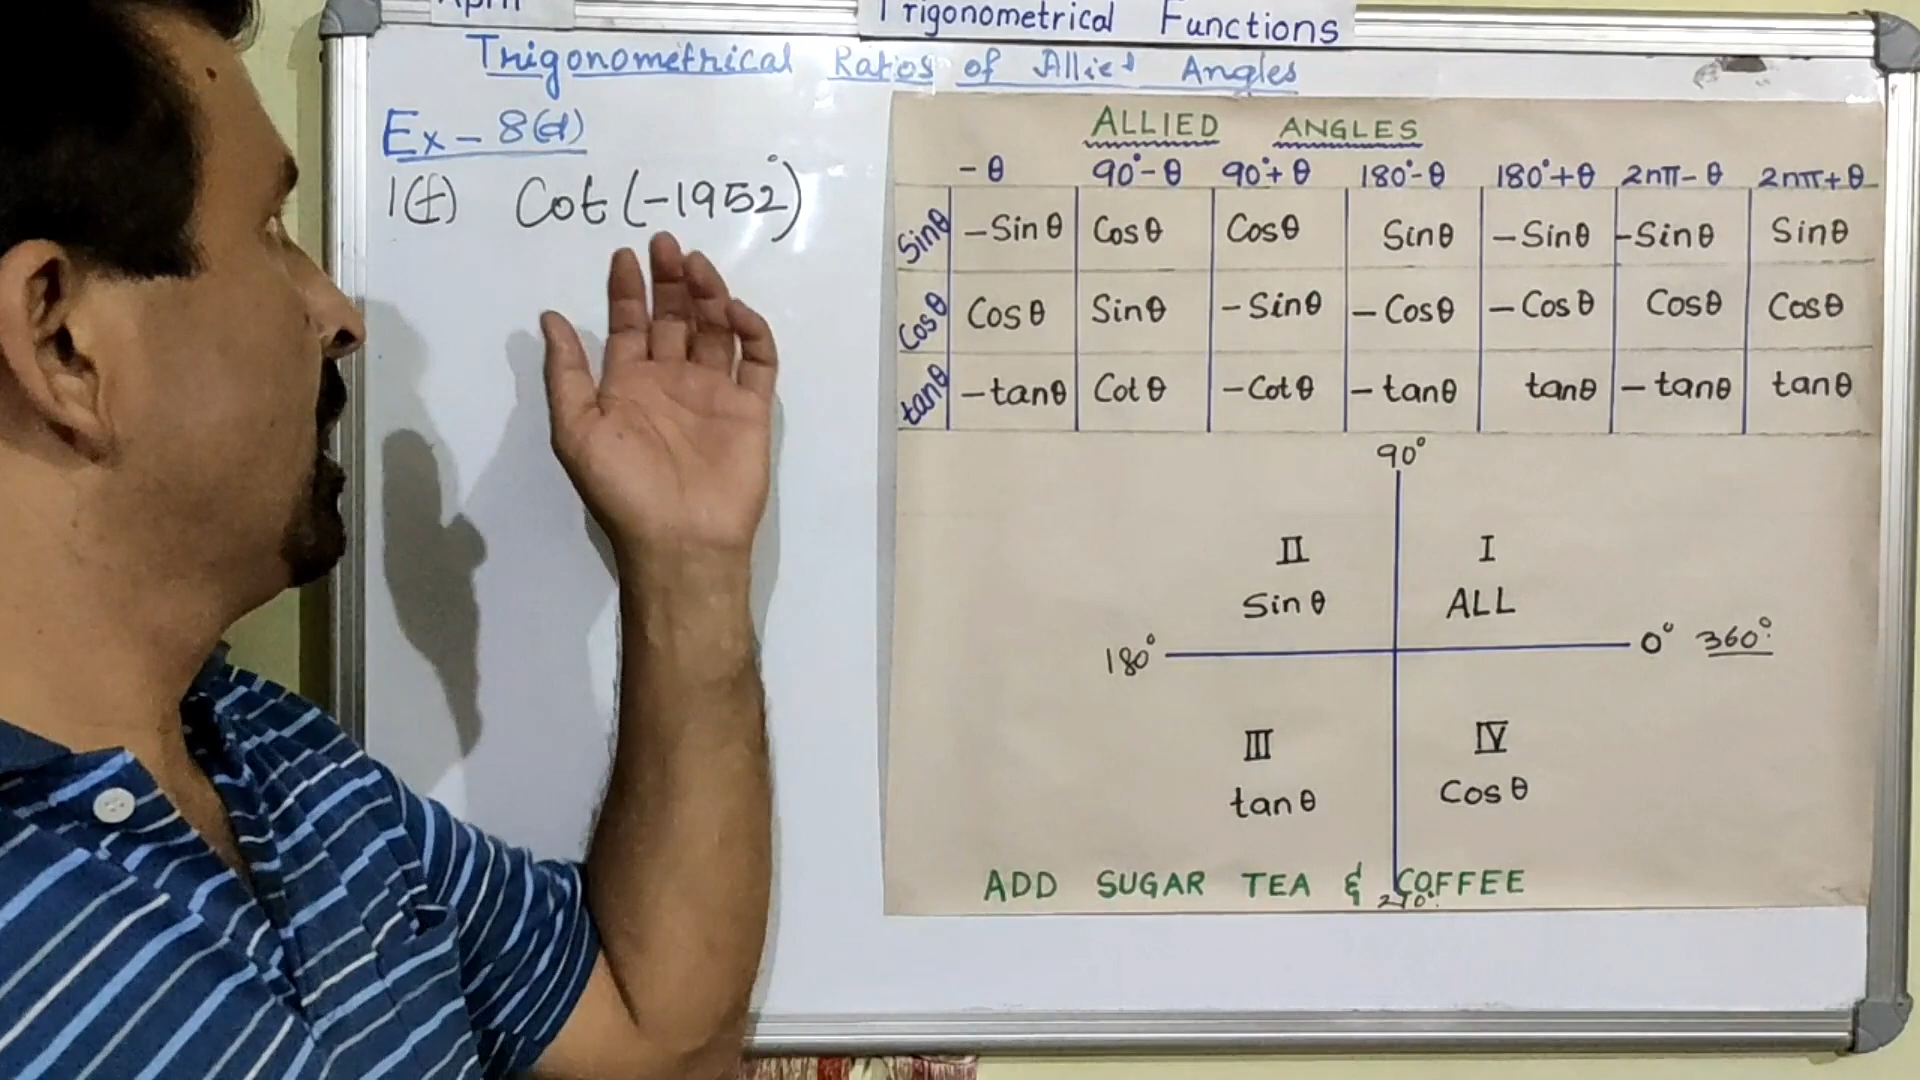 April
Trigonometrical Functions
Trigonometrical Ratios of Allied Angles
Ex - 8(d)
1(f) Cot (-1952°)
ALLIED ANGLES
-θ 90°-θ 90°+θ 180°-θ 180°+θ 2nπ-θ 2nπ+θ
Sinθ -Sinθ Cosθ Cosθ Sinθ -Sinθ -Sinθ Sinθ
Cosθ Cosθ Sinθ -Sinθ -Cosθ -Cosθ Cosθ Cosθ
tanθ -tanθ Cotθ -Cotθ -tanθ tanθ -tanθ tanθ
90°
II I
Sinθ ALL
180° 0° 360°
III IV
tanθ Cosθ
ADD SUGAR TEA & COFFEE
270°